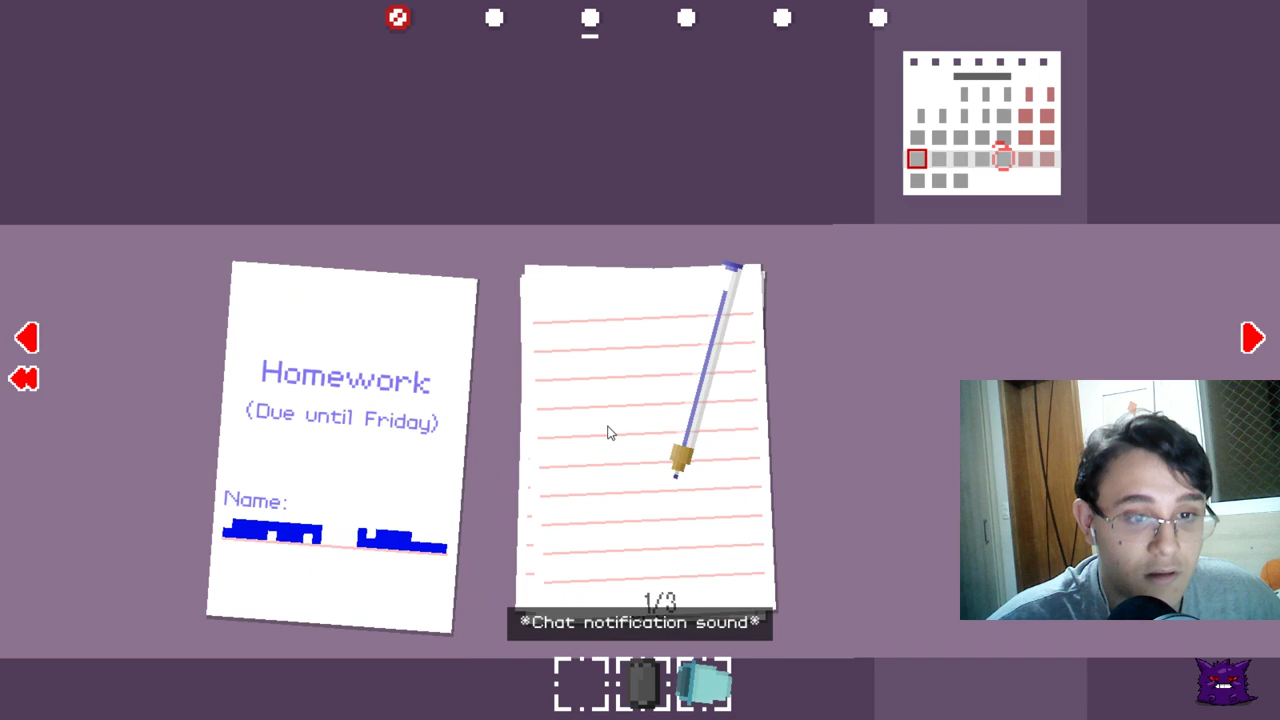 Homework
(Due until Friday)
Name:
1/3
*Chat notification sound*